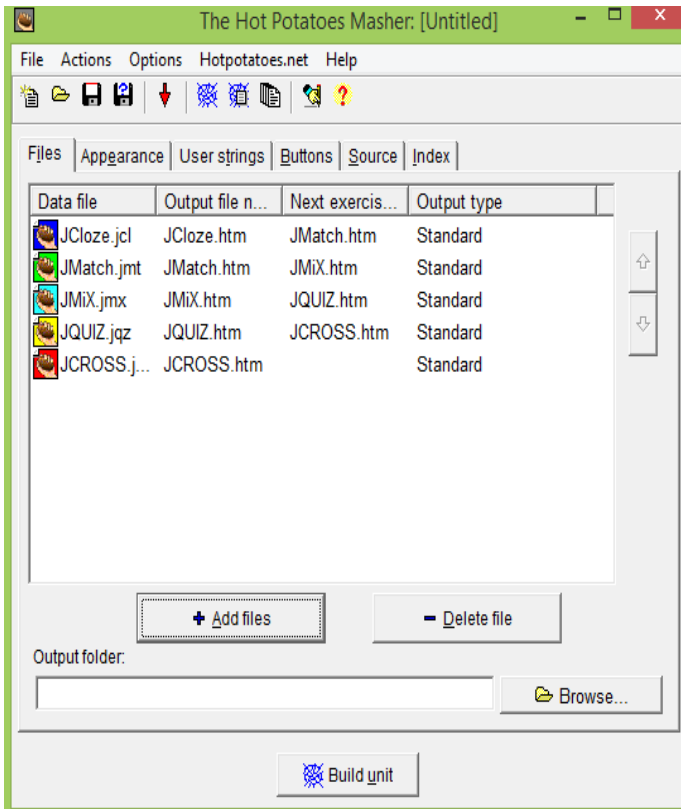 The Hot Potatoes Masher: [Untitled]
File Actions Options Hotpotatoes.net Help
Files Appearance User strings Buttons Source Index
Data file Output file n... Next exercis... Output type
JCloze.jcl JCloze.htm JMatch.htm Standard
JMatch.jmt JMatch.htm JMiX.htm Standard
JMiX.jmx JMiX.htm JQUIZ.htm Standard
JQUIZ.jqz JQUIZ.htm JCROSS.htm Standard
JCROSS.j... JCROSS.htm Standard
Add files Delete file
Output folder:
Browse...
Build unit